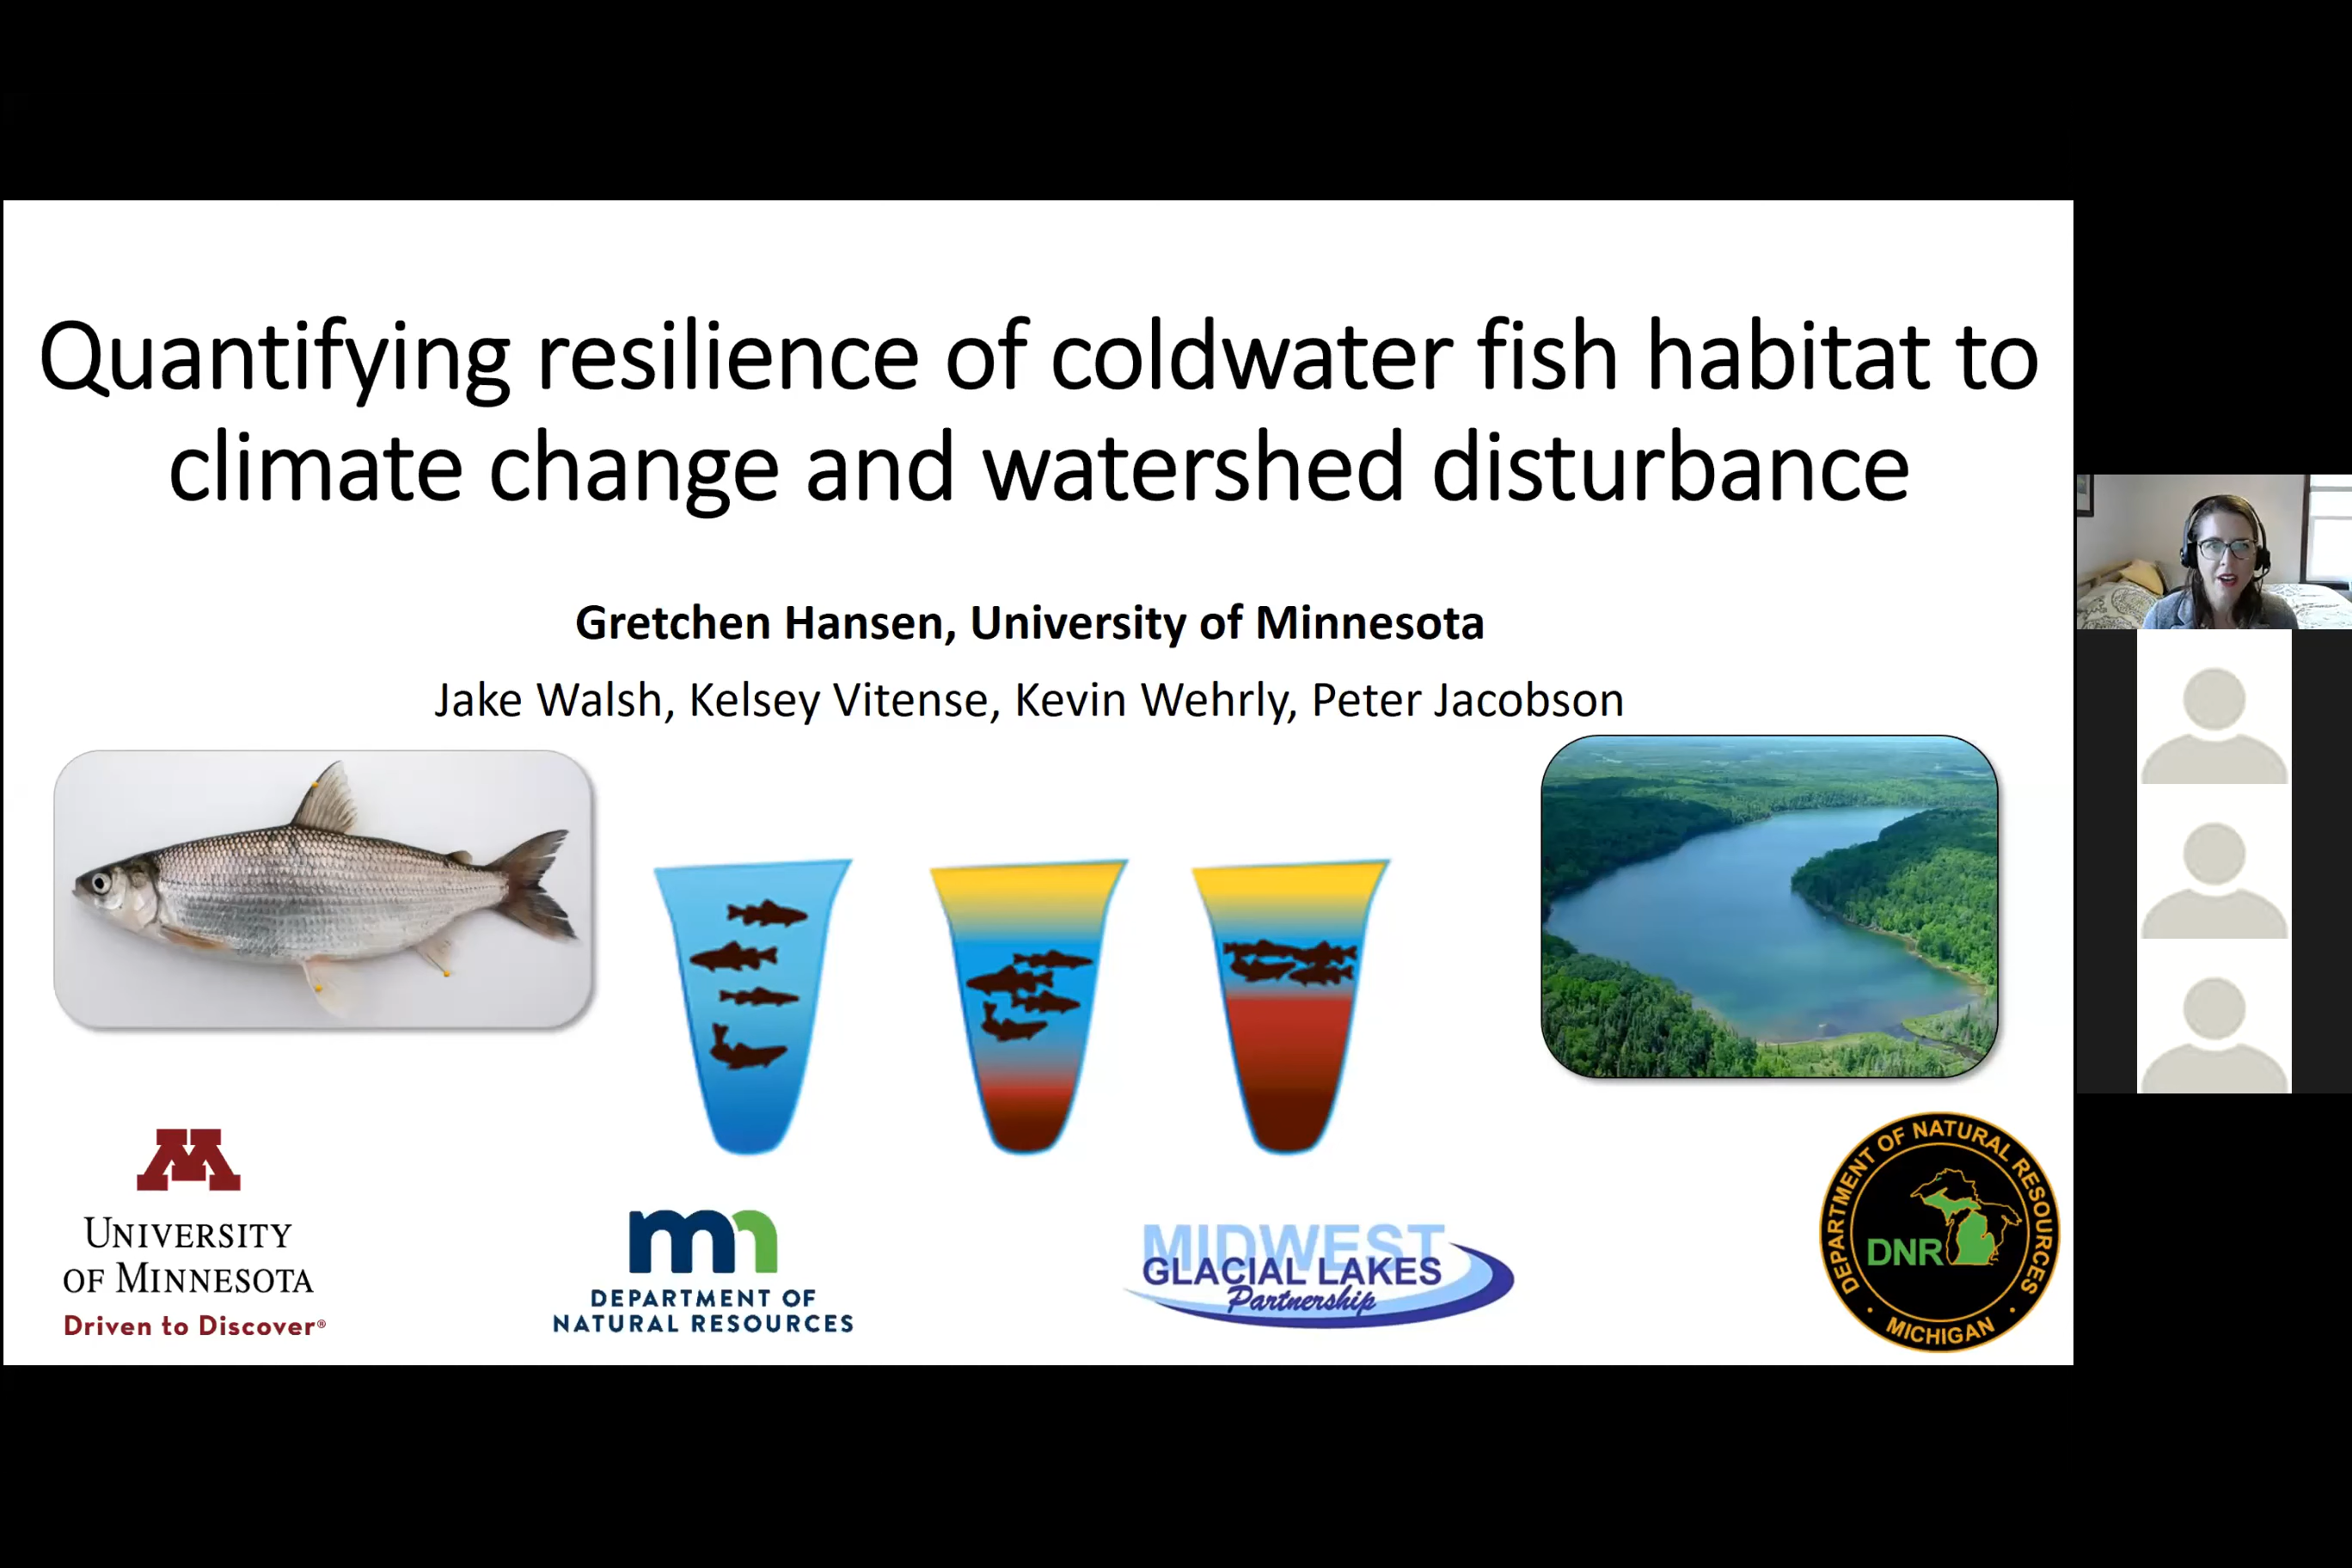 Quantifying resilience of coldwater fish habitat to
climate change and watershed disturbance
Gretchen Hansen, University of Minnesota
Jake Walsh, Kelsey Vitense, Kevin Wehrly, Peter Jacobson
M
UNIVERSITY
OF MINNESOTA
Driven to Discover®
mn
DEPARTMENT OF
NATURAL RESOURCES
MIDWEST
GLACIAL LAKES
Partnership
DEPARTMENT OF NATURAL RESOURCES
DNR
• MICHIGAN •